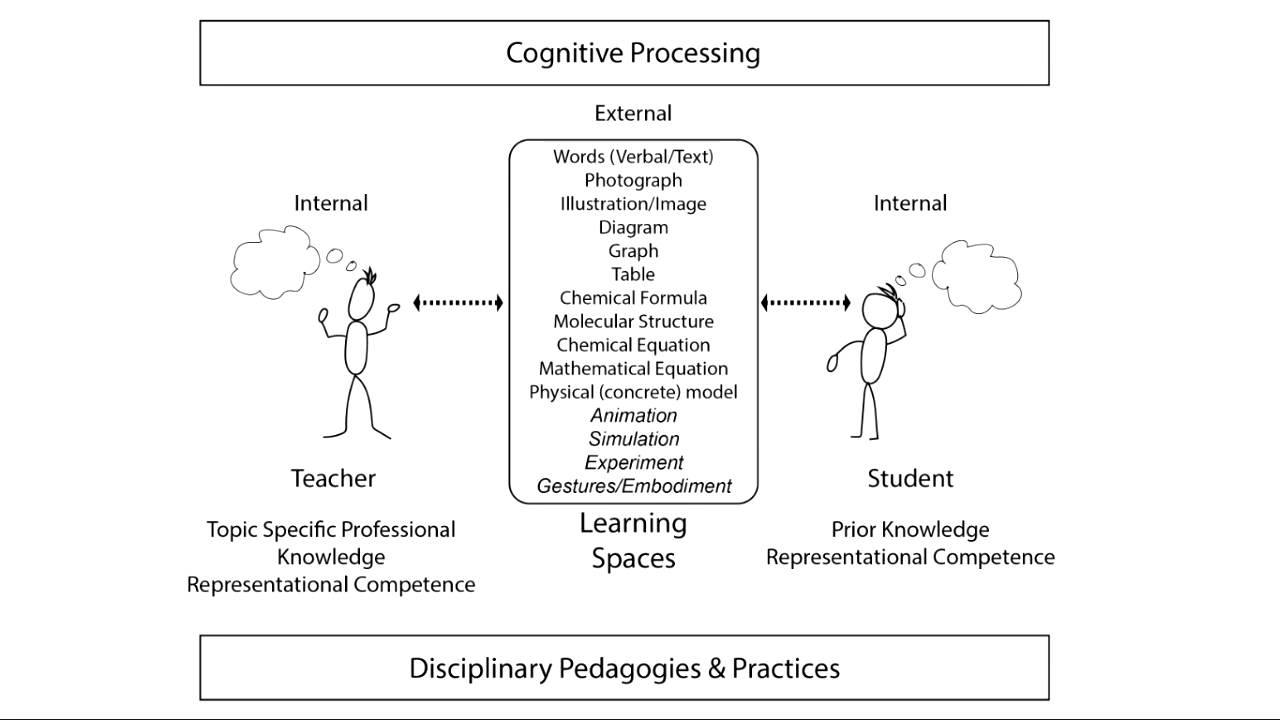 Cognitive Processing
External
Words (Verbal/Text)
Photograph
Illustration/Image
Diagram
Graph
Table
Chemical Formula
Molecular Structure
Chemical Equation
Mathematical Equation
Physical (concrete) model
Animation
Simulation
Experiment
Gestures/Embodiment
Learning
Spaces
Internal
Teacher
Topic Specific Professional
Knowledge
Representational Competence
Internal
Student
Prior Knowledge
Representational Competence
Disciplinary Pedagogies & Practices